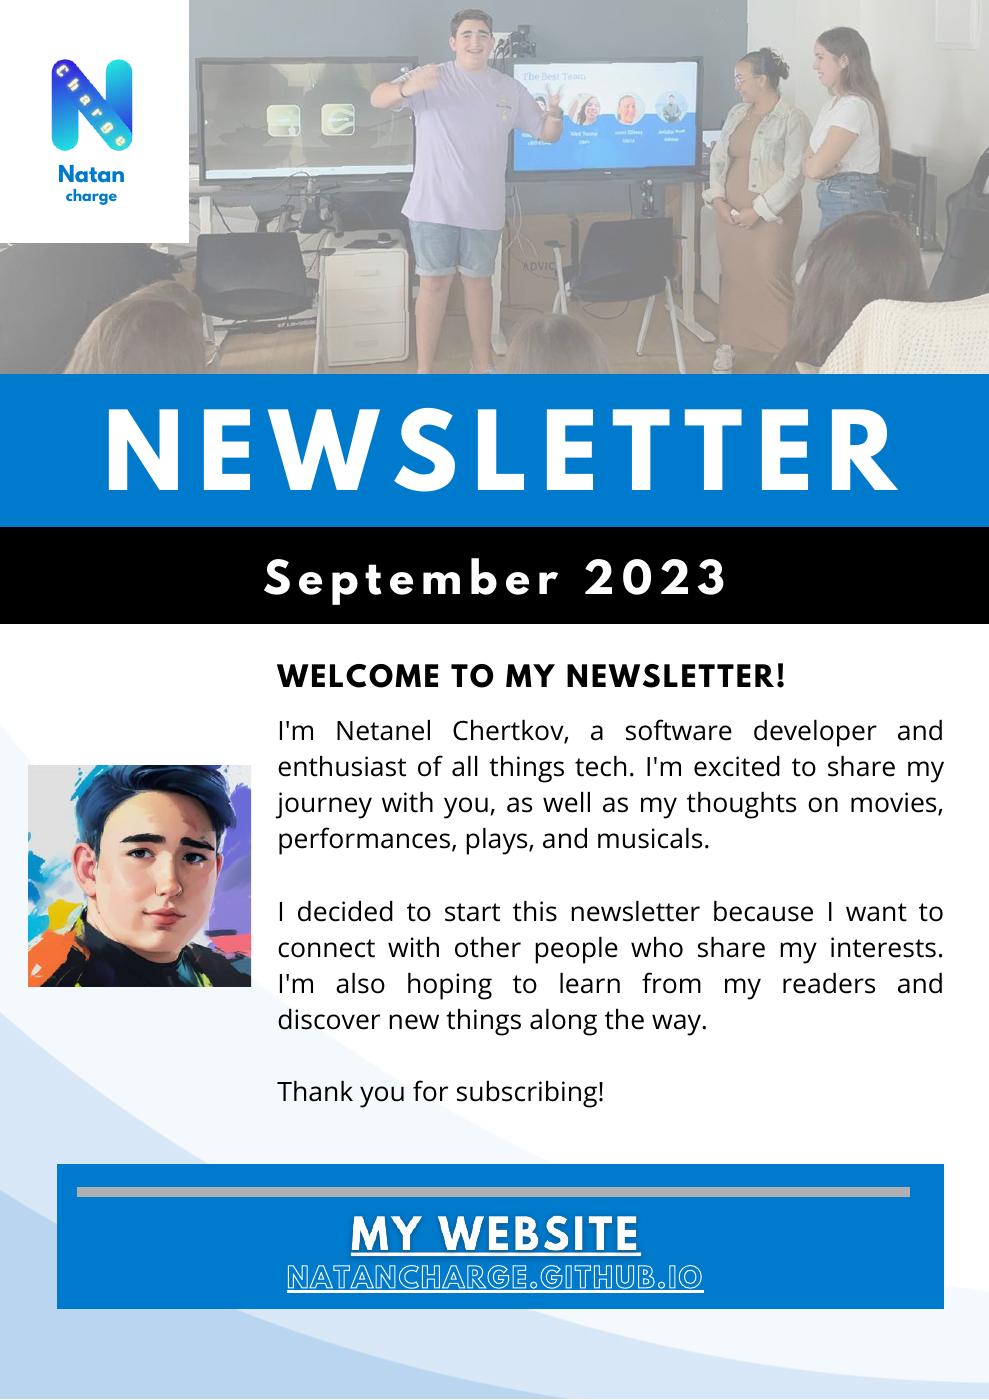 Charge
Natan
charge
The Best Team
ADVIC
NEWSLETTER
September 2023
WELCOME TO MY NEWSLETTER!
I'm Netanel Chertkov, a software developer and
enthusiast of all things tech. I'm excited to share my
journey with you, as well as my thoughts on movies,
performances, plays, and musicals.
I decided to start this newsletter because I want to
connect with other people who share my interests.
I'm also hoping to learn from my readers and
discover new things along the way.
Thank you for subscribing!
MY WEBSITE
NATANCHARGE.GITHUB.IO